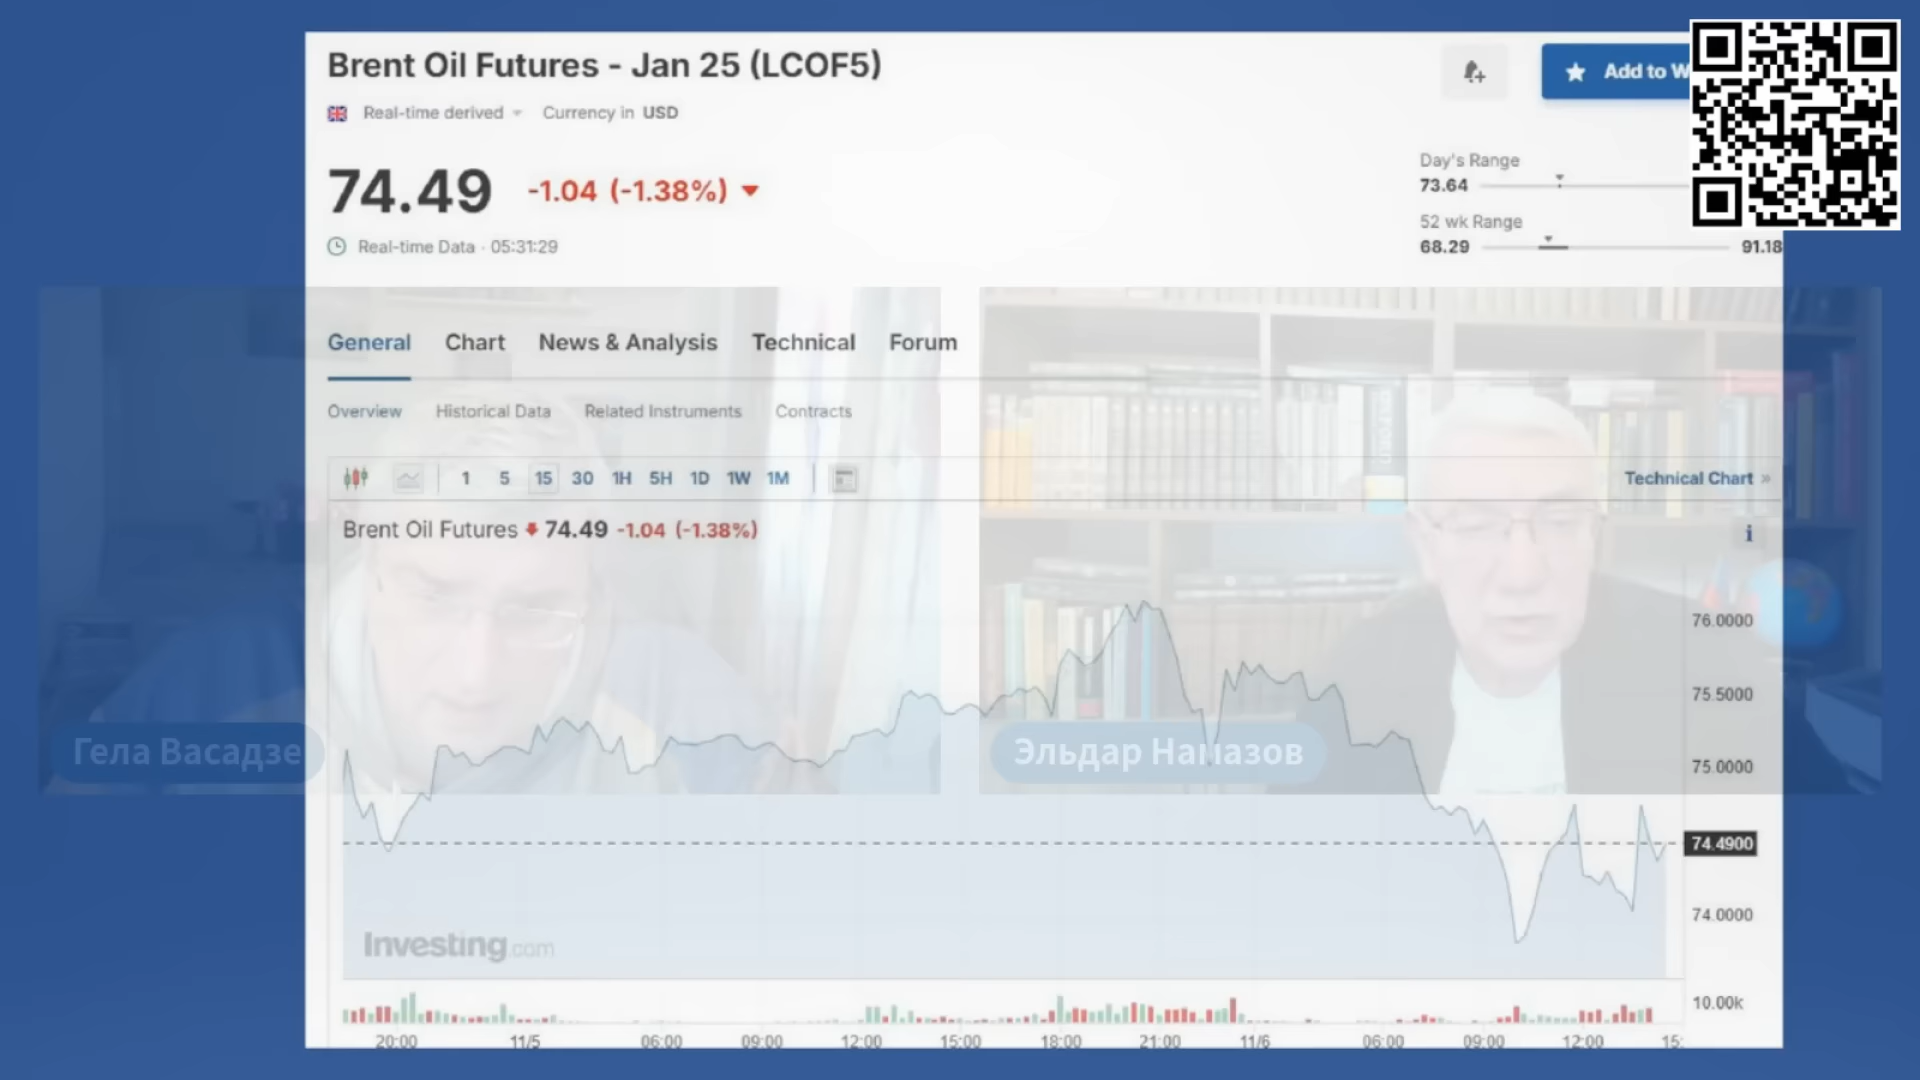 Brent Oil Futures - Jan 25 (LCOF5)
Add to W
Real-time derived Currency in USD
74.49 -1.04 (-1.38%)
Real-time Data · 05:31:29
Day's Range
73.64
52 wk Range
68.29 91.18
General Chart News & Analysis Technical Forum
Overview Historical Data Related Instruments Contracts
1 5 15 30 1H 5H 1D 1W 1M
Technical Chart »
Brent Oil Futures 74.49 -1.04 (-1.38%)
76.0000
75.5000
75.0000
74.4900
74.0000
10.00k
Гела Васадзе
Эльдар Намазов
Investing.com
20:00 11/5 06:00 09:00 12:00 15:00 18:00 21:00 11/6 06:00 09:00 12:00 15: